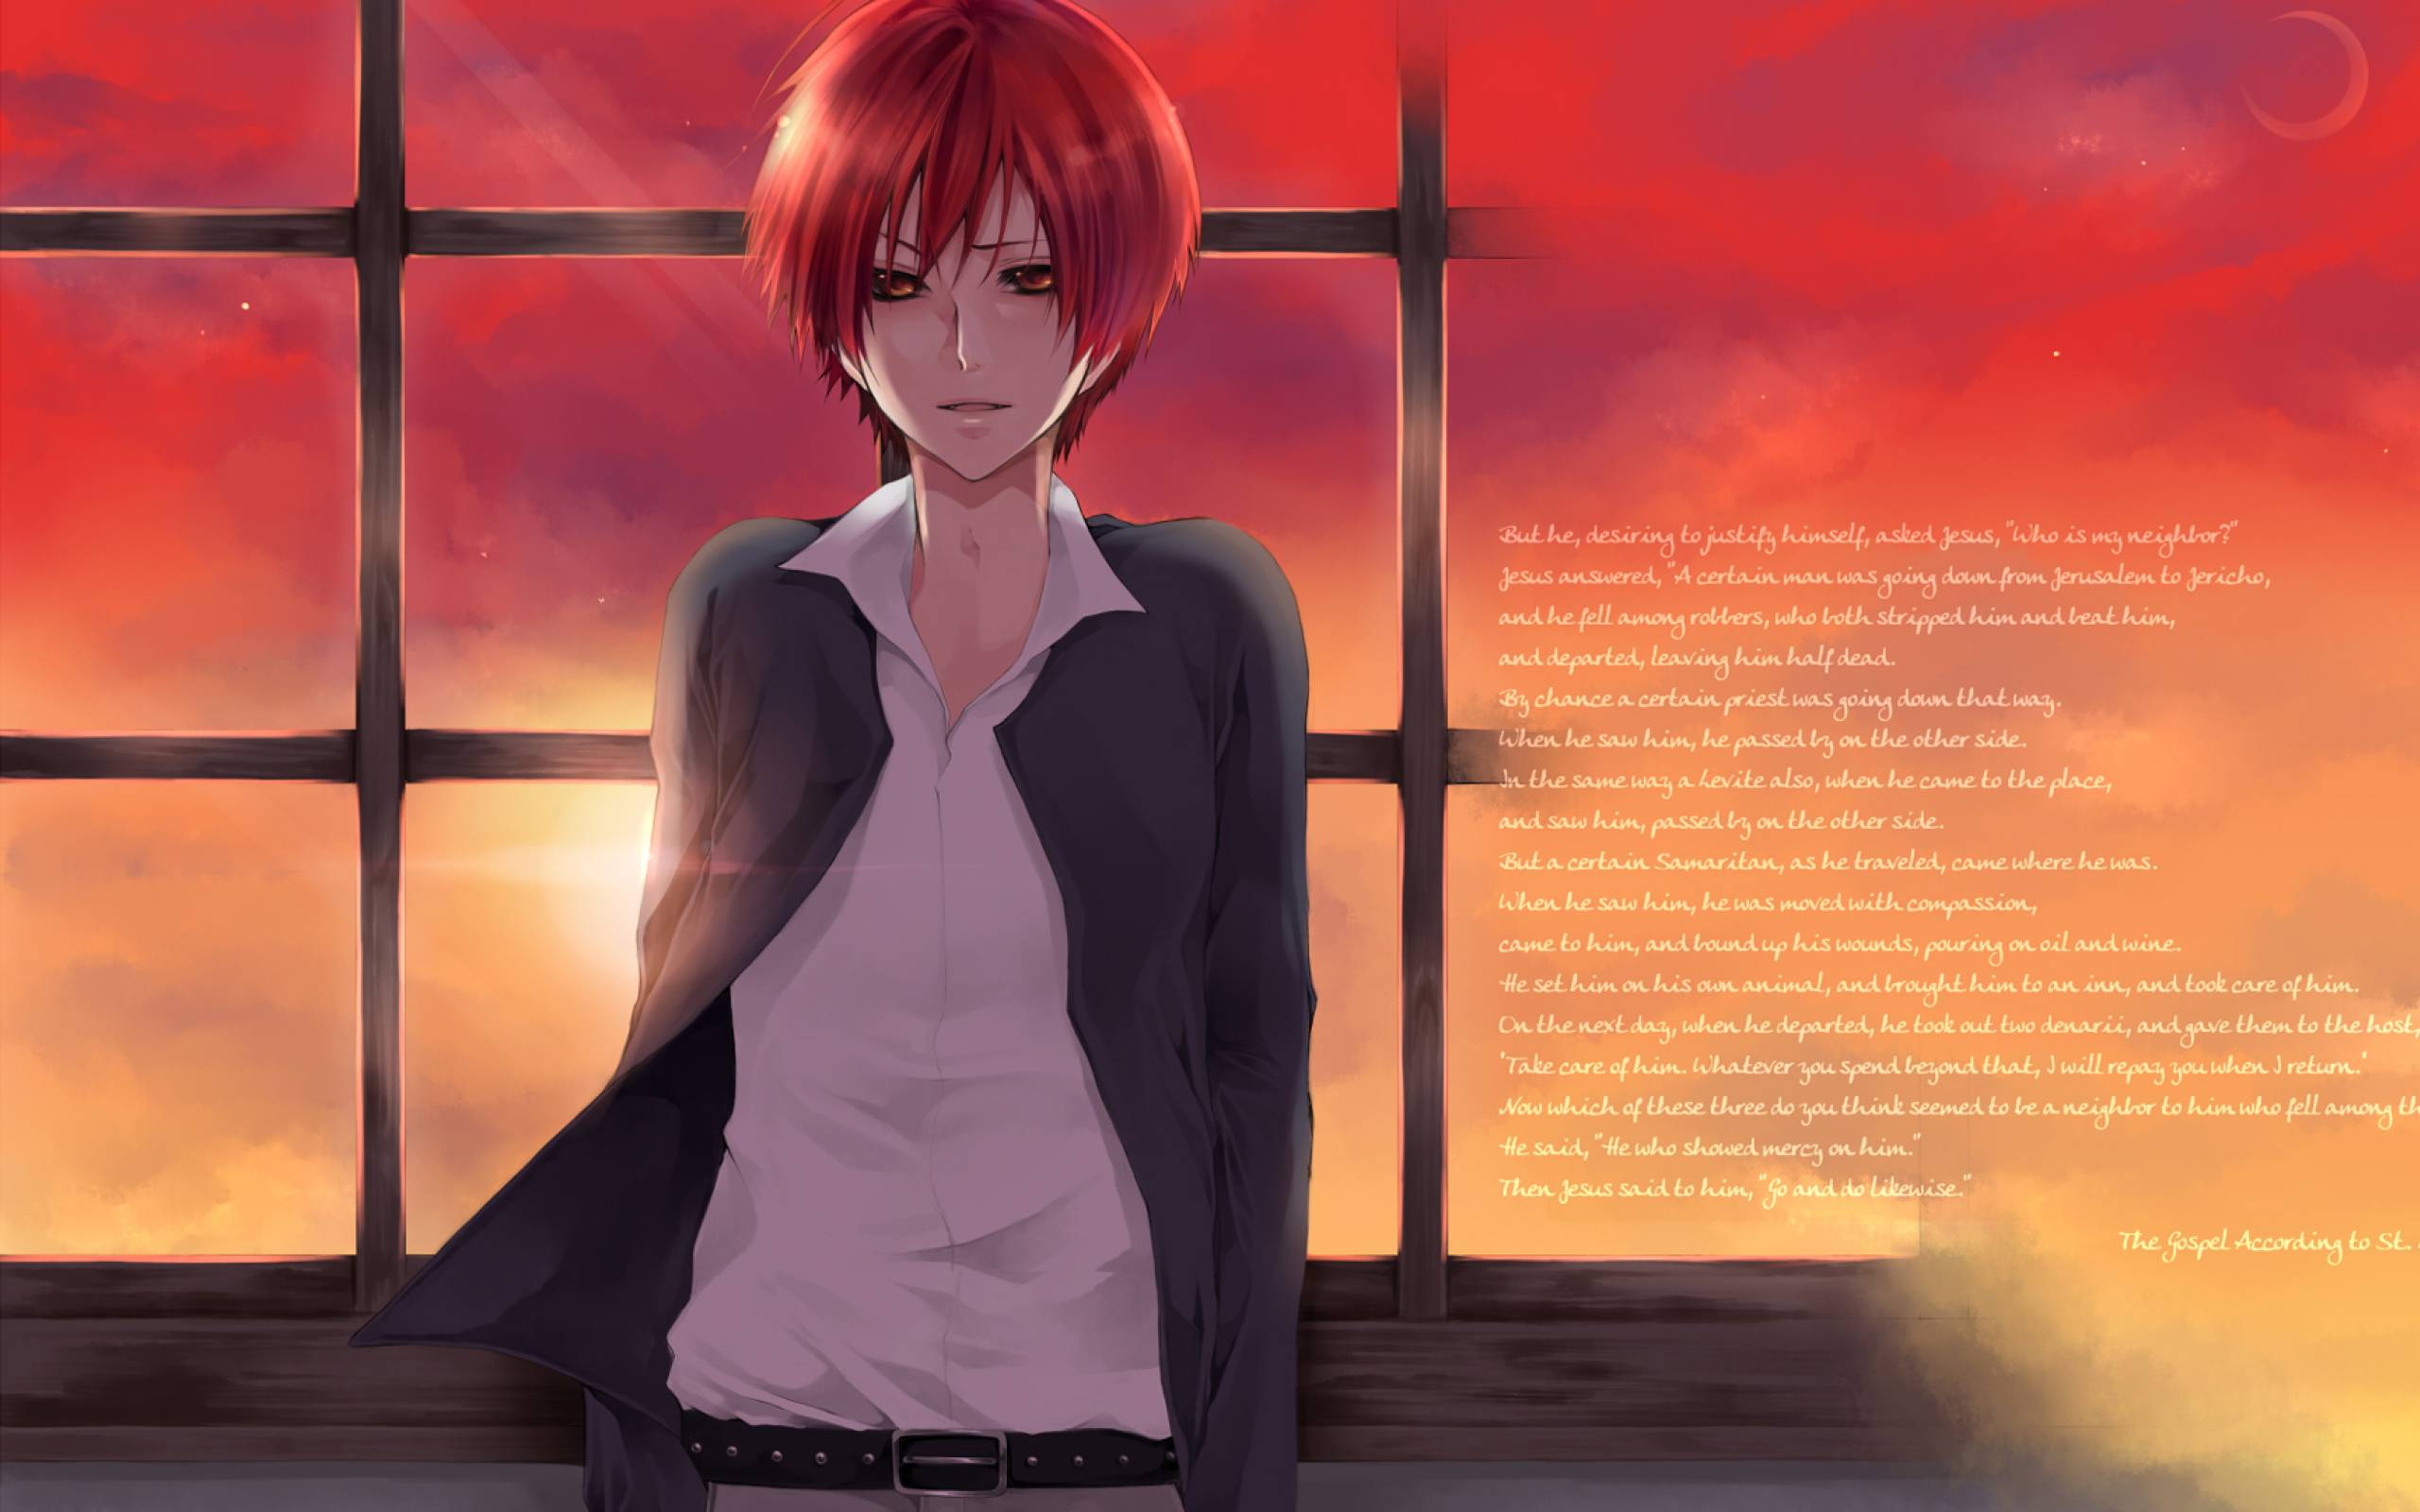 But he, desiring to justify himself, asked Jesus, "Who is my neighbor?"
Jesus answered, "A certain man was going down from Jerusalem to Jericho,
and he fell among robbers, who both stripped him and beat him,
and departed, leaving him half dead.
By chance a certain priest was going down that way.
When he saw him, he passed by on the other side.
In the same way a Levite also, when he came to the place,
and saw him, passed by on the other side.
But a certain Samaritan, as he traveled, came where he was.
When he saw him, he was moved with compassion,
came to him, and bound up his wounds, pouring on oil and wine.
He set him on his own animal, and brought him to an inn, and took care of him.
On the next day, when he departed, he took out two denarii, and gave them to the host,
'Take care of him. Whatever you spend beyond that, I will repay you when I return.'
Now which of these three do you think seemed to be a neighbor to him who fell among
He said, "He who showed mercy on him."
Then Jesus said to him, "Go and do likewise."
The Gospel According to St.